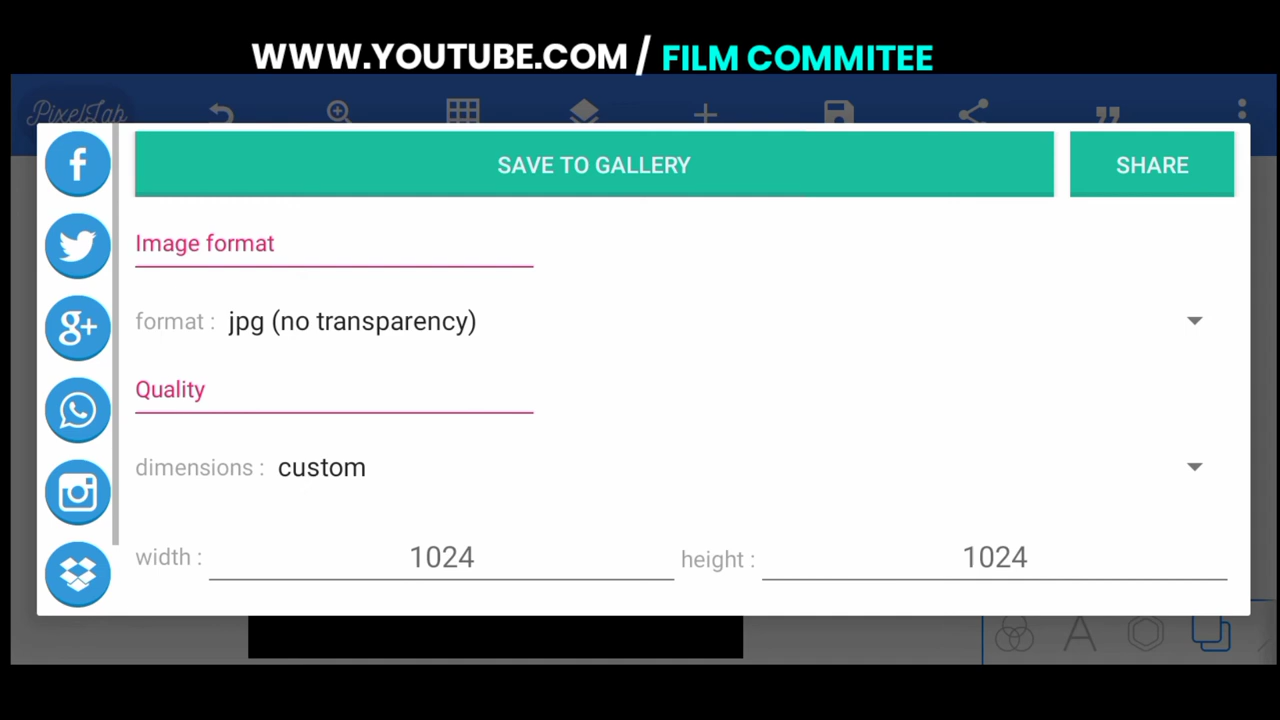 WWW.YOUTUBE.COM / FILM COMMITEE
PixelLab
SAVE TO GALLERY
SHARE
Image format
format : jpg (no transparency)
Quality
dimensions : custom
width : 1024 height : 1024